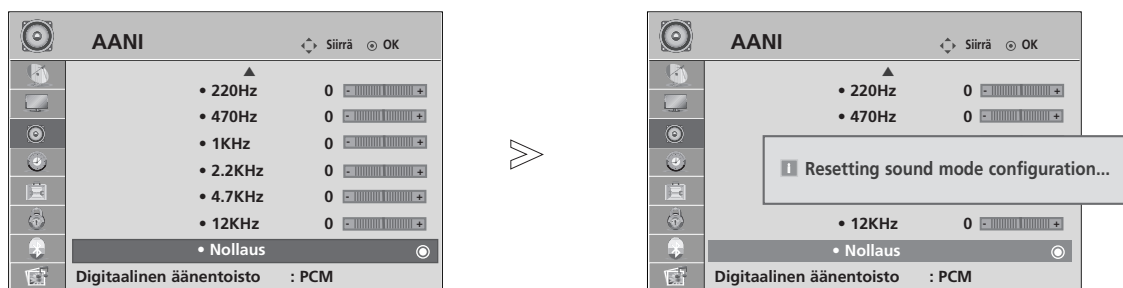 AANI Siirrä OK
• 220Hz 0 - +
• 470Hz 0 - +
• 1KHz 0 - +
• 2.2KHz 0 - +
• 4.7KHz 0 - +
• 12KHz 0 - +
• Nollaus
Digitaalinen äänentoisto : PCM
AANI Siirrä OK
• 220Hz 0 - +
• 470Hz 0 - +
Resetting sound mode configuration...
• 12KHz 0 - +
• Nollaus
Digitaalinen äänentoisto : PCM